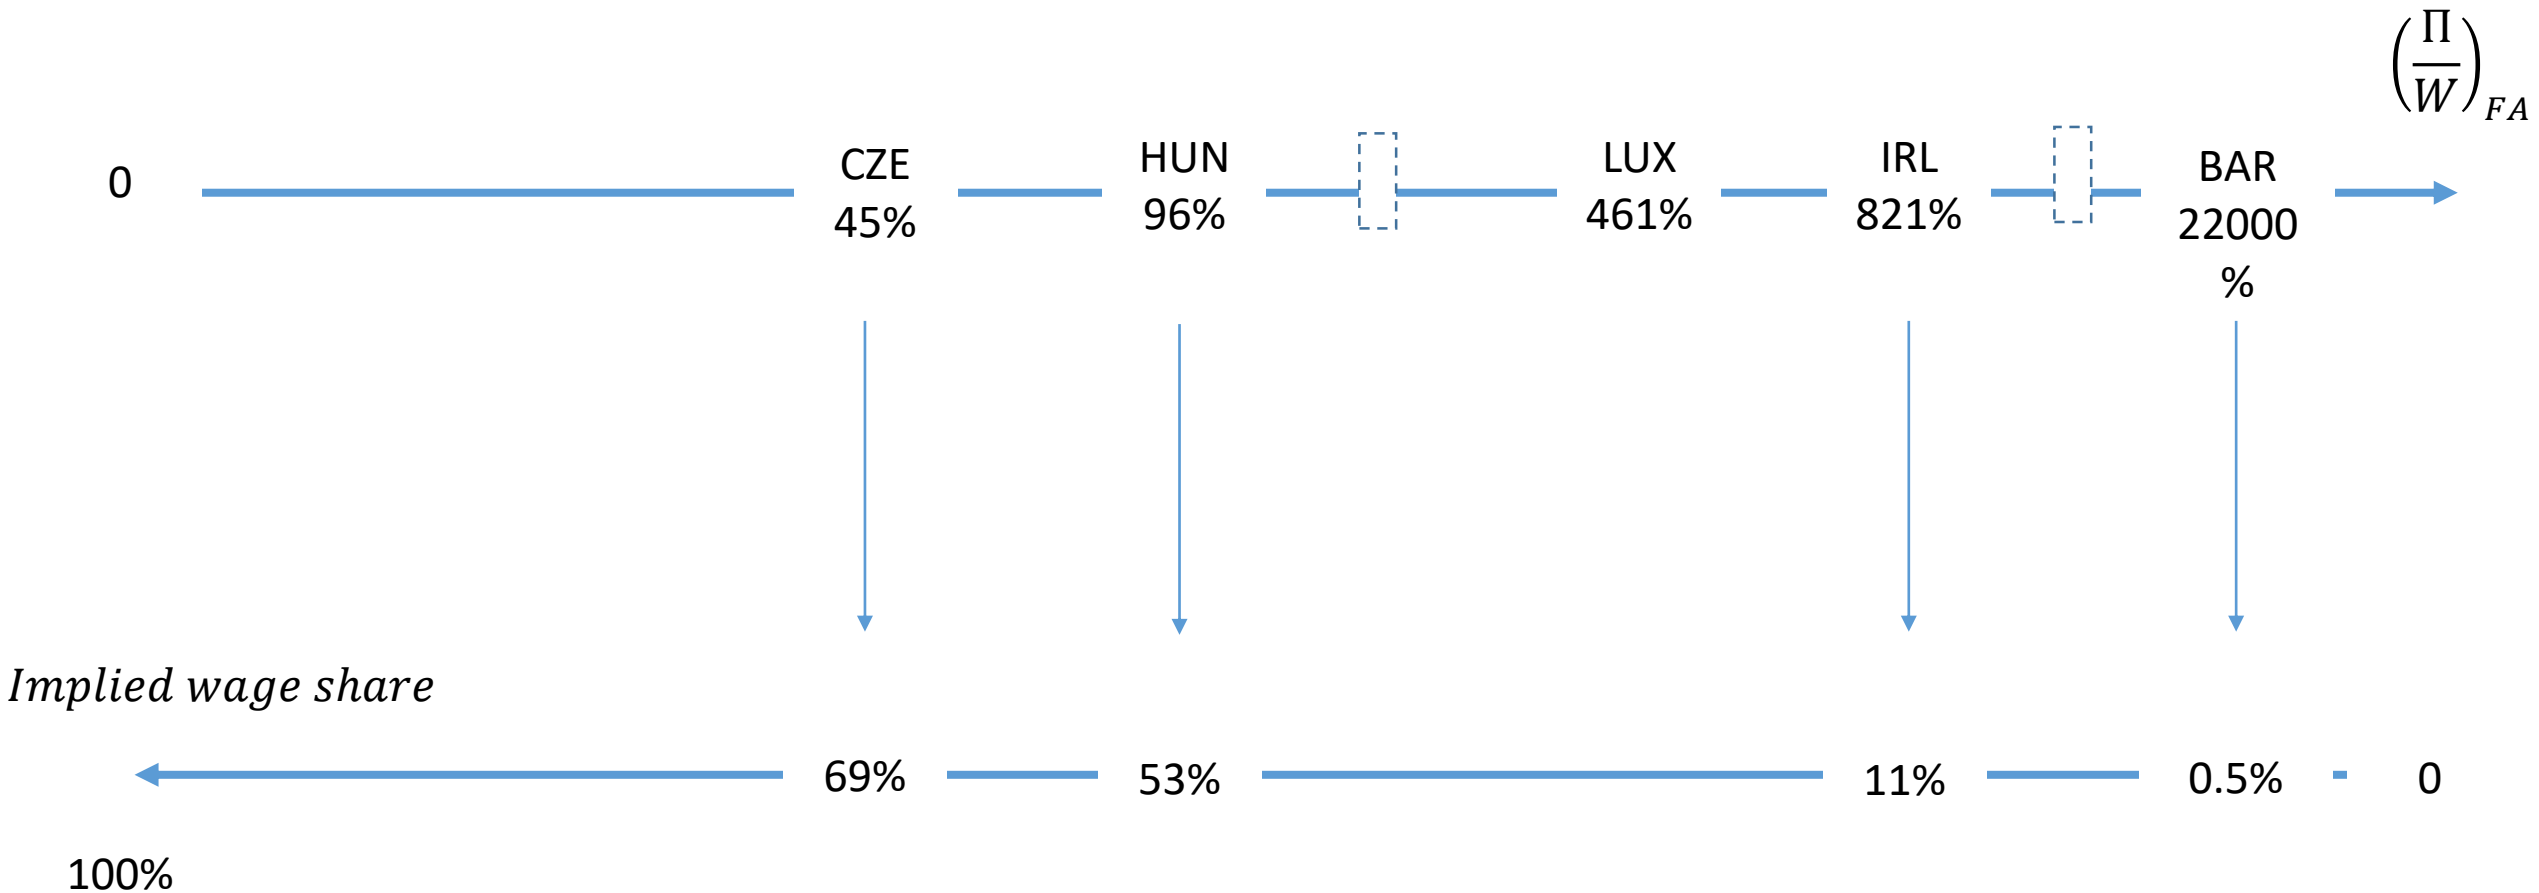 (Π/W)FA
0
CZE
45%
HUN
96%
LUX
461%
IRL
821%
BAR
22000
%
Implied wage share
69%
53%
11%
0.5%
0
100%